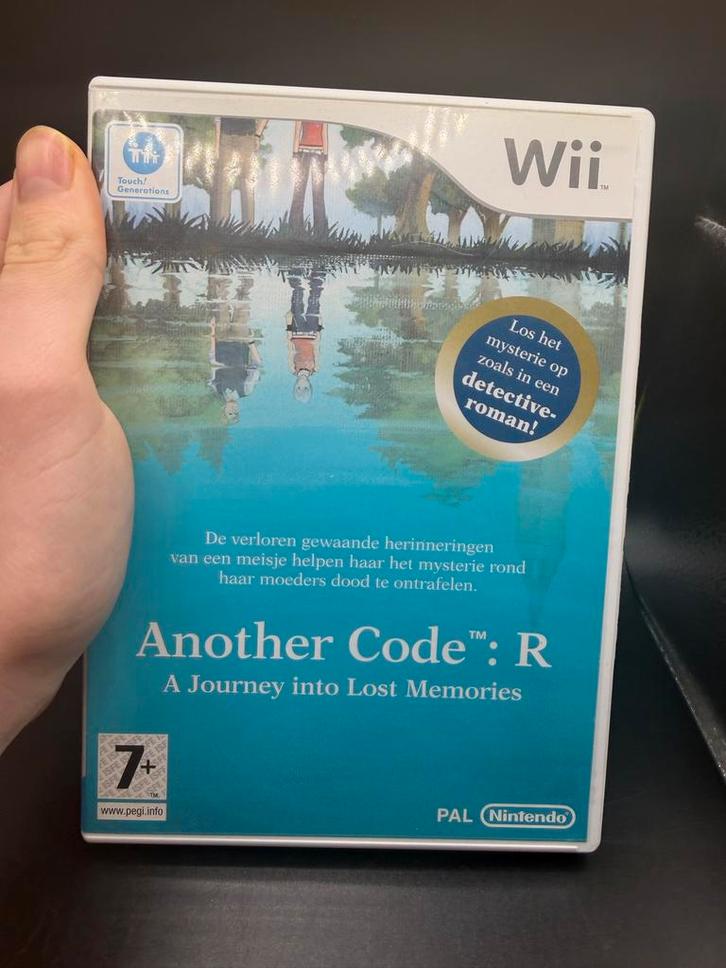 Touch!
Generations
Wii™
Los het
mysterie op
zoals in een
detective-
roman!
De verloren gewaande herinneringen
van een meisje helpen haar het mysterie rond
haar moeders dood te ontrafelen.
Another Code™: R
A Journey into Lost Memories
7+
™
www.pegi.info
PAL Nintendo®